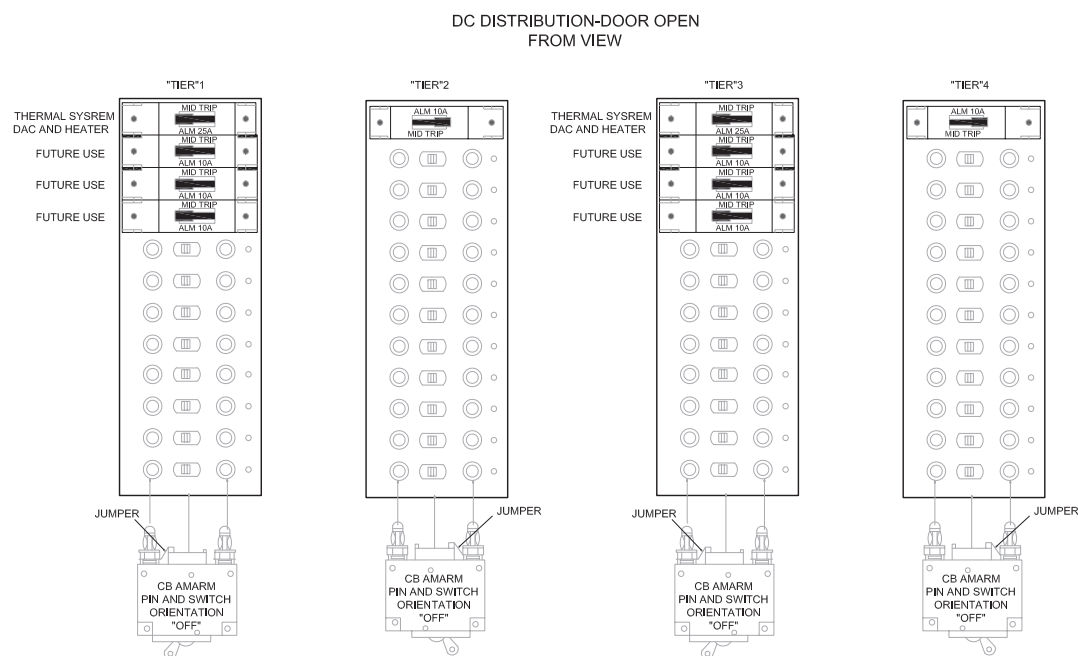 DC DISTRIBUTION-DOOR OPEN
FROM VIEW
"TIER"1
"TIER"2
"TIER"3
"TIER"4
THERMAL SYSREM
DAC AND HEATER
MID TRIP
ALM 25A
FUTURE USE
MID TRIP
ALM 10A
FUTURE USE
MID TRIP
ALM 10A
FUTURE USE
MID TRIP
ALM 10A
ALM 10A
MID TRIP
THERMAL SYSREM
DAC AND HEATER
MID TRIP
ALM 25A
FUTURE USE
MID TRIP
ALM 10A
FUTURE USE
MID TRIP
ALM 10A
FUTURE USE
MID TRIP
ALM 10A
ALM 10A
MID TRIP
JUMPER
JUMPER
JUMPER
JUMPER
CB AMARM
PIN AND SWITCH
ORIENTATION
"OFF"
CB AMARM
PIN AND SWITCH
ORIENTATION
"OFF"
CB AMARM
PIN AND SWITCH
ORIENTATION
"OFF"
CB AMARM
PIN AND SWITCH
ORIENTATION
"OFF"